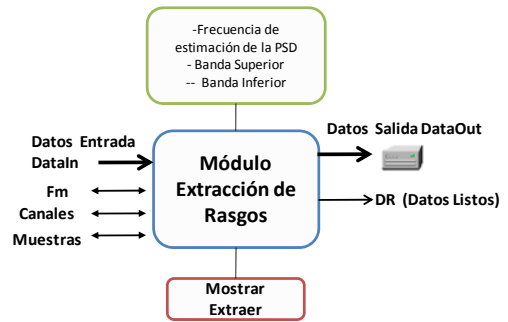 -Frecuencia de
estimación de la PSD
- Banda Superior
-- Banda Inferior
Datos Entrada
DataIn
Fm
Canales
Muestras
Módulo
Extracción de
Rasgos
Datos Salida DataOut
DR (Datos Listos)
Mostrar
Extraer